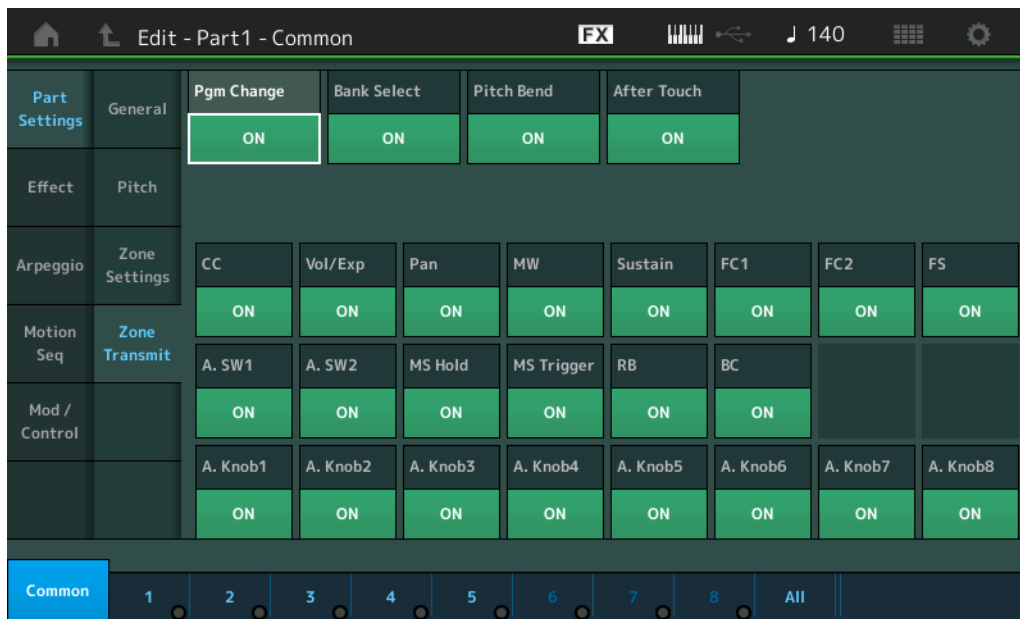 Edit - Part1 - Common
FX
♩ 140
Part
Settings
Effect
Arpeggio
Motion
Seq
Mod /
Control
General
Pitch
Zone
Settings
Zone
Transmit
Pgm Change
Bank Select
Pitch Bend
After Touch
ON
ON
ON
ON
CC
Vol/Exp
Pan
MW
Sustain
FC1
FC2
FS
ON
ON
ON
ON
ON
ON
ON
ON
A. SW1
A. SW2
MS Hold
MS Trigger
RB
BC
ON
ON
ON
ON
ON
ON
A. Knob1
A. Knob2
A. Knob3
A. Knob4
A. Knob5
A. Knob6
A. Knob7
A. Knob8
ON
ON
ON
ON
ON
ON
ON
ON
Common
1
2
3
4
5
6
7
8
All